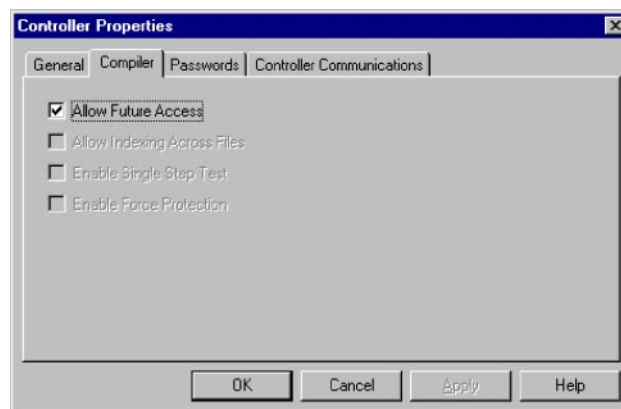 Controller Properties
General Compiler Passwords Controller Communications
Allow Future Access
Allow Indexing Across Files
Enable Single Step Test
Enable Force Protection
OK Cancel Apply Help